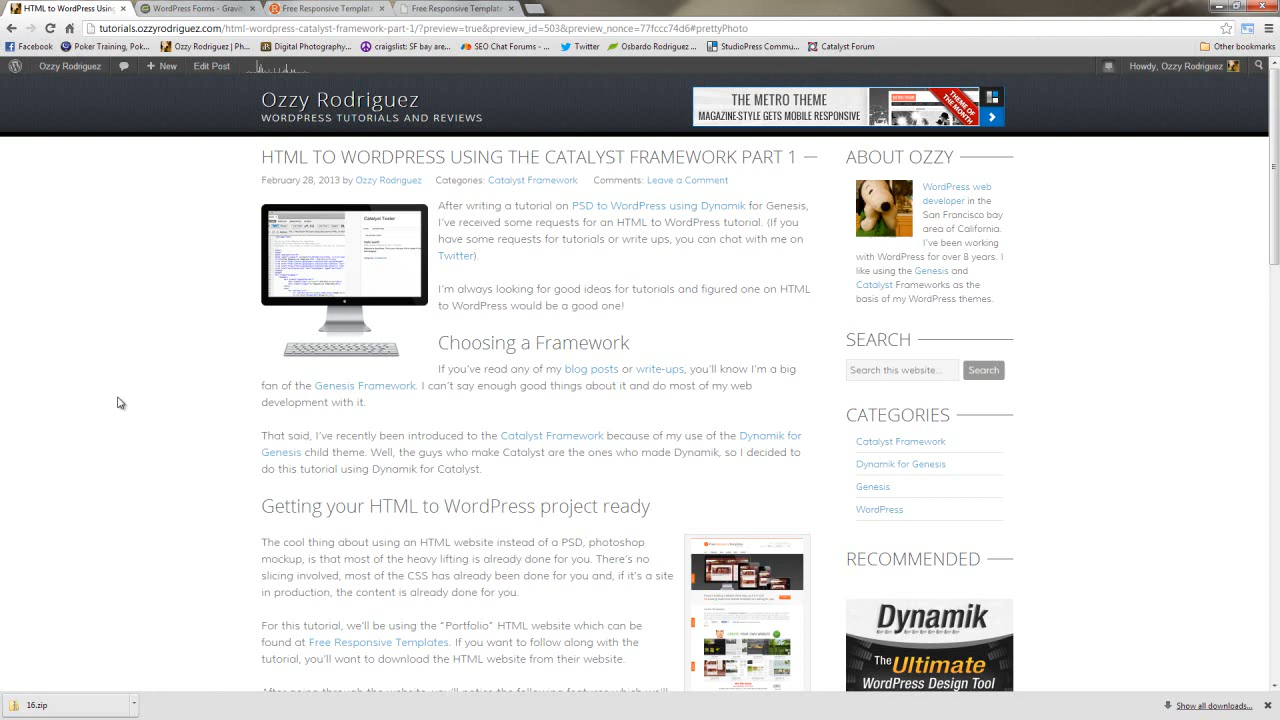 HTML to WordPress Using
WordPress Forms - Gravit
Free Responsive Template
Free Responsive Template
tutorials.ozzyrodriguez.com/html-wordpress-catalyst-framework-part-1/?preview=true&preview_id=503&preview_nonce=77fccc74d6#prettyPhoto
Facebook
Poker Training, Pok...
Ozzy Rodriguez | Ph...
Digital Photography...
craigslist: SF bay are...
SEO Chat Forums - ...
Twitter
Osbardo Rodriguez...
StudioPress Commu...
Catalyst Forum
Other bookmarks
Ozzy Rodriguez
+ New
Edit Post
Howdy, Ozzy Rodriguez
Ozzy Rodriguez
WORDPRESS TUTORIALS AND REVIEWS
THE METRO THEME
MAGAZINE-STYLE GETS MOBILE RESPONSIVE
THEME OF THE MONTH
HTML TO WORDPRESS USING THE CATALYST FRAMEWORK PART 1
February 28, 2013 by Ozzy Rodriguez Categories: Catalyst Framework Comments: Leave a Comment
After writing a tutorial on PSD to WordPress using Dynamik for Genesis,
I've received some requests for an HTML to WordPress tutorial. (If you
have some requests for tutorials or write-ups, you can chat with me on
Twitter.
I'm always looking for good ideas for tutorials and figured one on HTML
to WordPress would be a good one!
Choosing a Framework
If you've read any of my blog posts or write-ups, you'll know I'm a big
fan of the Genesis Framework. I can't say enough good things about it and do most of my web
development with it.
That said, I've recently been introduced to the Catalyst Framework because of my use of the Dynamik for
Genesis child theme. Well, the guys who make Catalyst are the ones who made Dynamik, so I decided to
do this tutorial using Dynamik for Catalyst.
Getting your HTML to WordPress project ready
The cool thing about using an HTML website instead of a PSD, photoshop
mockup, is that most of the heavy lifting is already done for you. There's no
slicing involved, most of the CSS has already been done for you and, if it's a site
in production, the content is already there for you.
For this tutorial, we'll be using the
HTML website which can be
found at Free Responsive Templates.
to follow along with the
tutorial, you'll want to download the HTML site from their website.
ABOUT OZZY
WordPress web
developer in the
San Francisco bay
area of California.
I've been working
with WordPress for over 8 years
like using the Genesis and
Catalyst Frameworks as the
basis of my WordPress themes.
SEARCH
Search this website...
Search
CATEGORIES
Catalyst Framework
Dynamik for Genesis
Genesis
WordPress
RECOMMENDED
Dynamik
The Ultimate
WordPress Design Tool
Show all downloads...